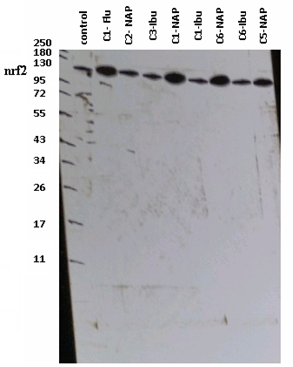 control
C1- Flu
C2- NAP
C3-Ibu
C1-NAP
C1-Ibu
C6-NAP
C6-Ibu
C5-NAP
250
180
130
nrf2
95
72
55
43
34
26
17
11